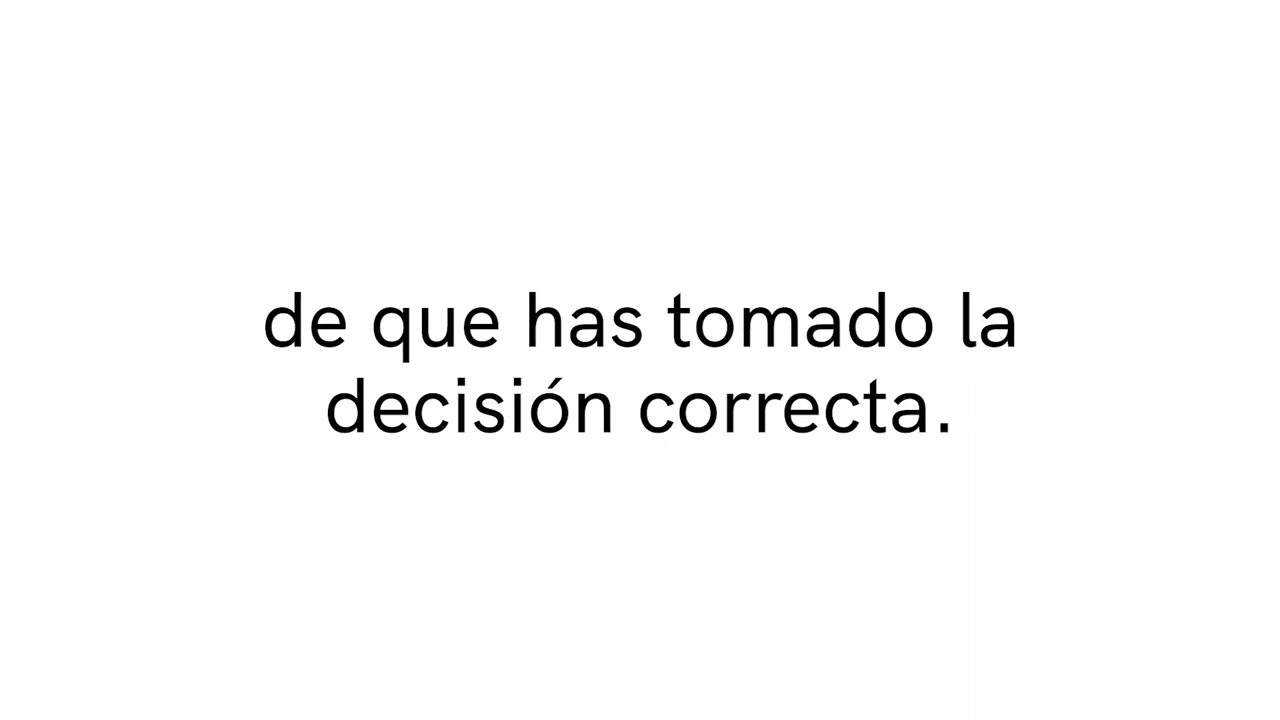 de que has tomado la
decisión correcta.